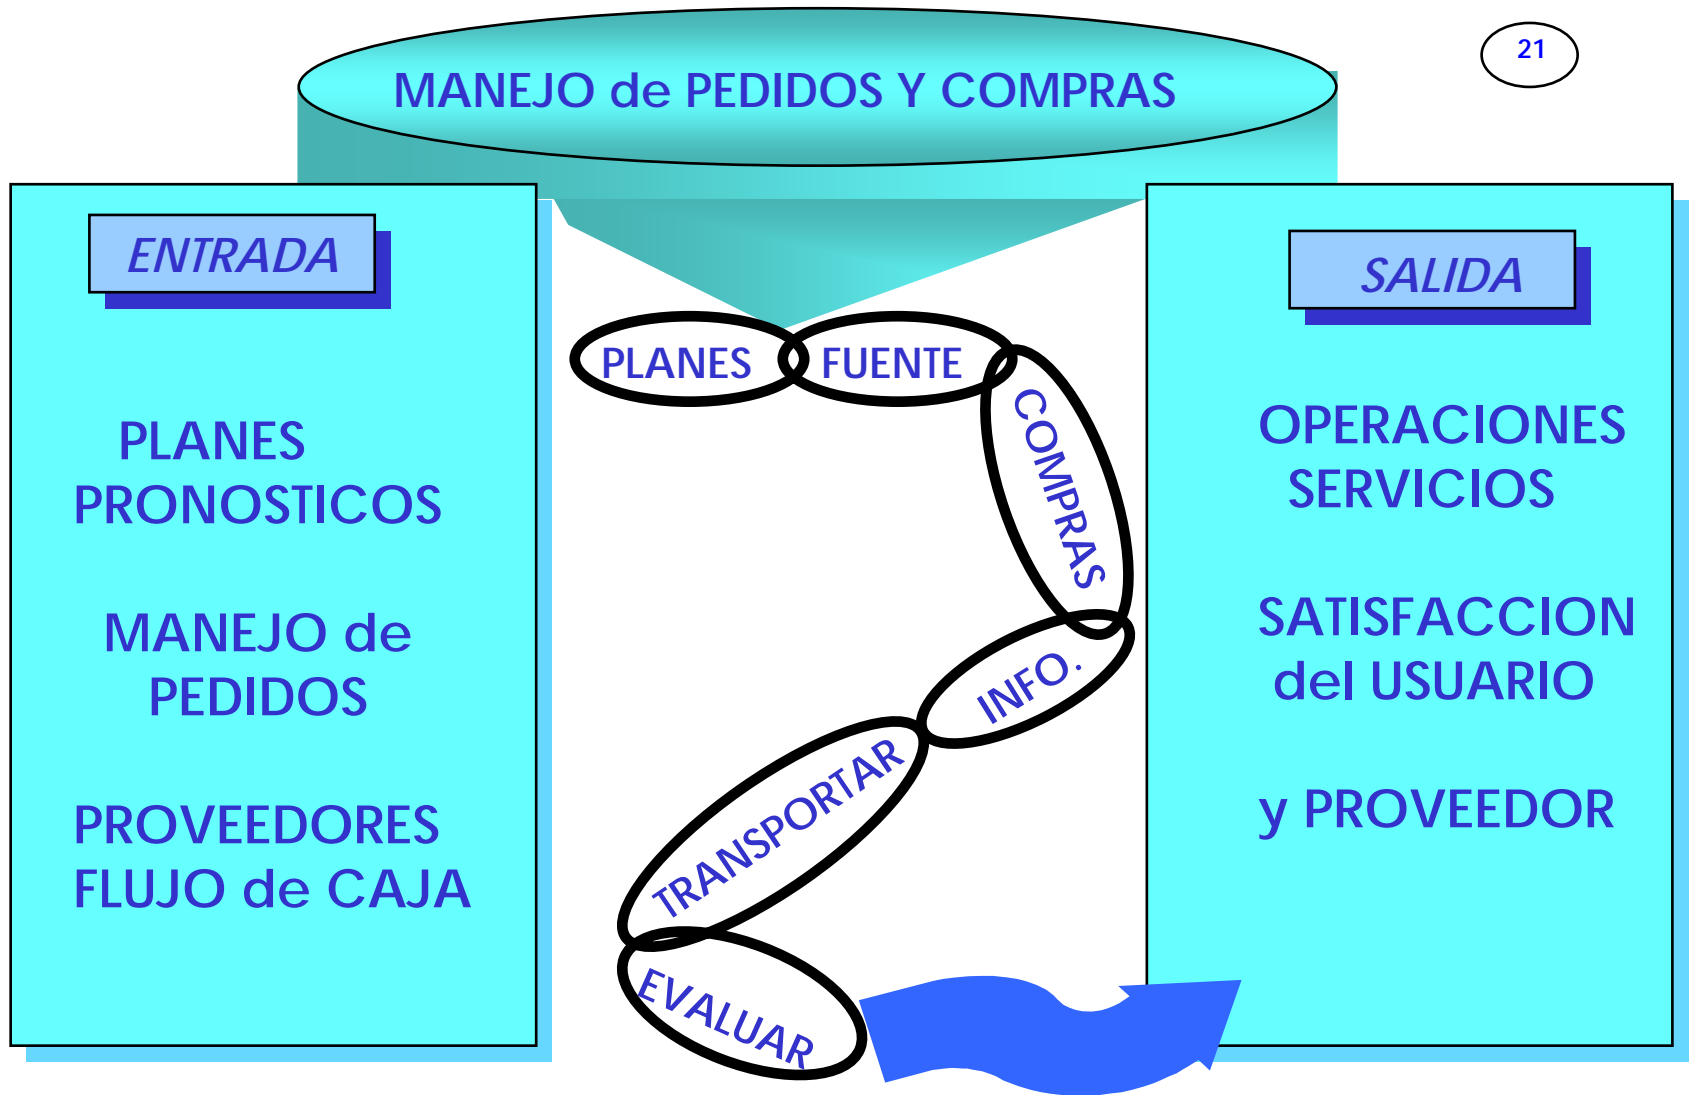 MANEJO de PEDIDOS Y COMPRAS
21
ENTRADA
PLANES
PRONOSTICOS
MANEJO de
PEDIDOS
PROVEEDORES
FLUJO de CAJA
PLANES
FUENTE
COMPRAS
INFO.
TRANSPORTAR
EVALUAR
SALIDA
OPERACIONES
SERVICIOS
SATISFACCION
del USUARIO
y PROVEEDOR